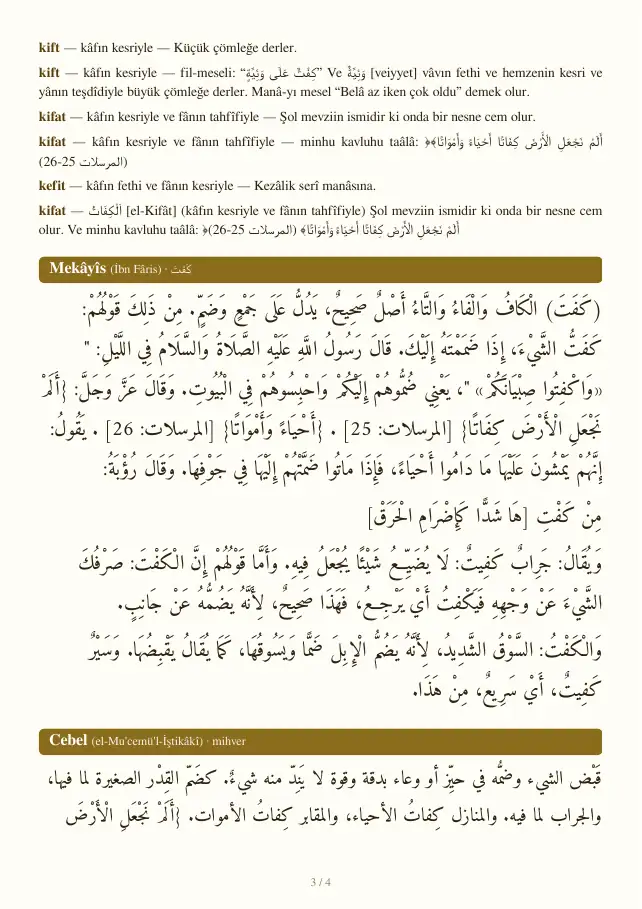 kift — kâfın kesriyle — Küçük çömleğe derler.
kift — kâfın kesriyle — fil-meseli: “كِفْتٌ عَلَى وَئِيَّةٍ” Ve وَئِيَّةٌ [veiyyet] vâvın fethi ve hemzenin kesri ve
yânın teşdîdiyle büyük çömleğe derler. Manâ-yı mesel “Belâ az iken çok oldu” demek olur.
kifat — kâfın kesriyle ve fânın tahfîfiyle — Şol mevziin ismidir ki onda bir nesne cem olur.
kifat — kâfın kesriyle ve fânın tahfîfiyle — minhu kavluhu taâlâ: ﴿أَلَمْ نَجْعَلِ الْأَرْضَ كِفَاتًا أَحْيَاءً وَأَمْوَاتًا﴾
(المرسلات 25-26)
kefit — kâfın fethi ve fânın kesriyle — Kezâlik serî manâsına.
kifat — اَلْكِفَاتُ [el-Kifât] (kâfın kesriyle ve fânın tahfîfiyle) Şol mevziin ismidir ki onda bir nesne cem
olur. Ve minhu kavluhu taâlâ: ﴿أَلَمْ نَجْعَلِ الْأَرْضَ كِفَاتًا أَحْيَاءً وَأَمْوَاتًا﴾ (المرسلات 25-26)
Mekâyîs (İbn Fâris) · كَفَتَ
(كَفَتَ) الْكَافُ وَالْفَاءُ وَالتَّاءُ أَصْلٌ صَحِيحٌ، يَدُلُّ عَلَى جَمْعٍ وَضَمٍّ. مِنْ ذَلِكَ قَوْلُهُمْ:
كَفَتُّ الشَّيْءَ، إِذَا ضَمَمْتَهُ إِلَيْكَ. قَالَ رَسُولُ اللَّهِ عَلَيْهِ الصَّلَاةُ وَالسَّلَامُ فِي اللَّيْلِ: "
«وَاكْفِتُوا صِبْيَانَكُمْ» "، يَعْنِي ضُمُّوهُمْ إِلَيْكُمْ وَاحْبِسُوهُمْ فِي الْبُيُوتِ. وَقَالَ عَزَّ وَجَلَّ: {أَلَمْ
نَجْعَلِ الْأَرْضَ كِفَاتًا} [المرسلات: 25] . {أَحْيَاءً وَأَمْوَاتًا} [المرسلات: 26] . يَقُولُ:
إِنَّهُمْ يَمْشُونَ عَلَيْهَا مَا دَامُوا أَحْيَاءً، فَإِذَا مَاتُوا ضَمَّتْهُمْ إِلَيْهَا فِي جَوْفِهَا. وَقَالَ رُؤْبَةُ:
مِنْ كَفْتِ [هَا شَدًّا كَإِضْرَامِ الْحَرَقْ]
وَيُقَالُ: جَرَابٌ كَفِيتٌ: لَا يُضَيِّعُ شَيْئًا يُجْعَلُ فِيهِ. وَأَمَّا قَوْلُهُمْ إِنَّ الْكَفْتَ: صَرْفُكَ
الشَّيْءَ عَنْ وَجْهِهِ فَيَكْفِتُ أَيْ يَرْجِعُ، فَهَذَا صَحِيحٌ، لِأَنَّهُ يَضُمُّهُ عَنْ جَانِبٍ.
وَالْكَفْتُ: السَّوْقُ الشَّدِيدُ، لِأَنَّهُ يَضُمُّ الْإِبِلَ ضَمًّا وَيَسُوقُهَا، كَمَا يُقَالُ يَقْبِضُهَا. وَسَيْرٌ
كَفِيتٌ، أَيْ سَرِيعٌ، مِنْ هَذَا.
Cebel (el-Mu'cemü'l-İştikâkî) · mihver
قَبْض الشيء وضمُّه في حيِّز أو وعاء بدقة وقوة لا يَنِدّ منه شيءٌ. كضَمّ القِدْر الصغيرة لما فيها،
والجراب لما فيه. والمنازل كِفاتُ الأحياء، والمقابر كِفاتُ الأموات. {أَلَمْ نَجْعَلِ الْأَرْضَ
3 / 4